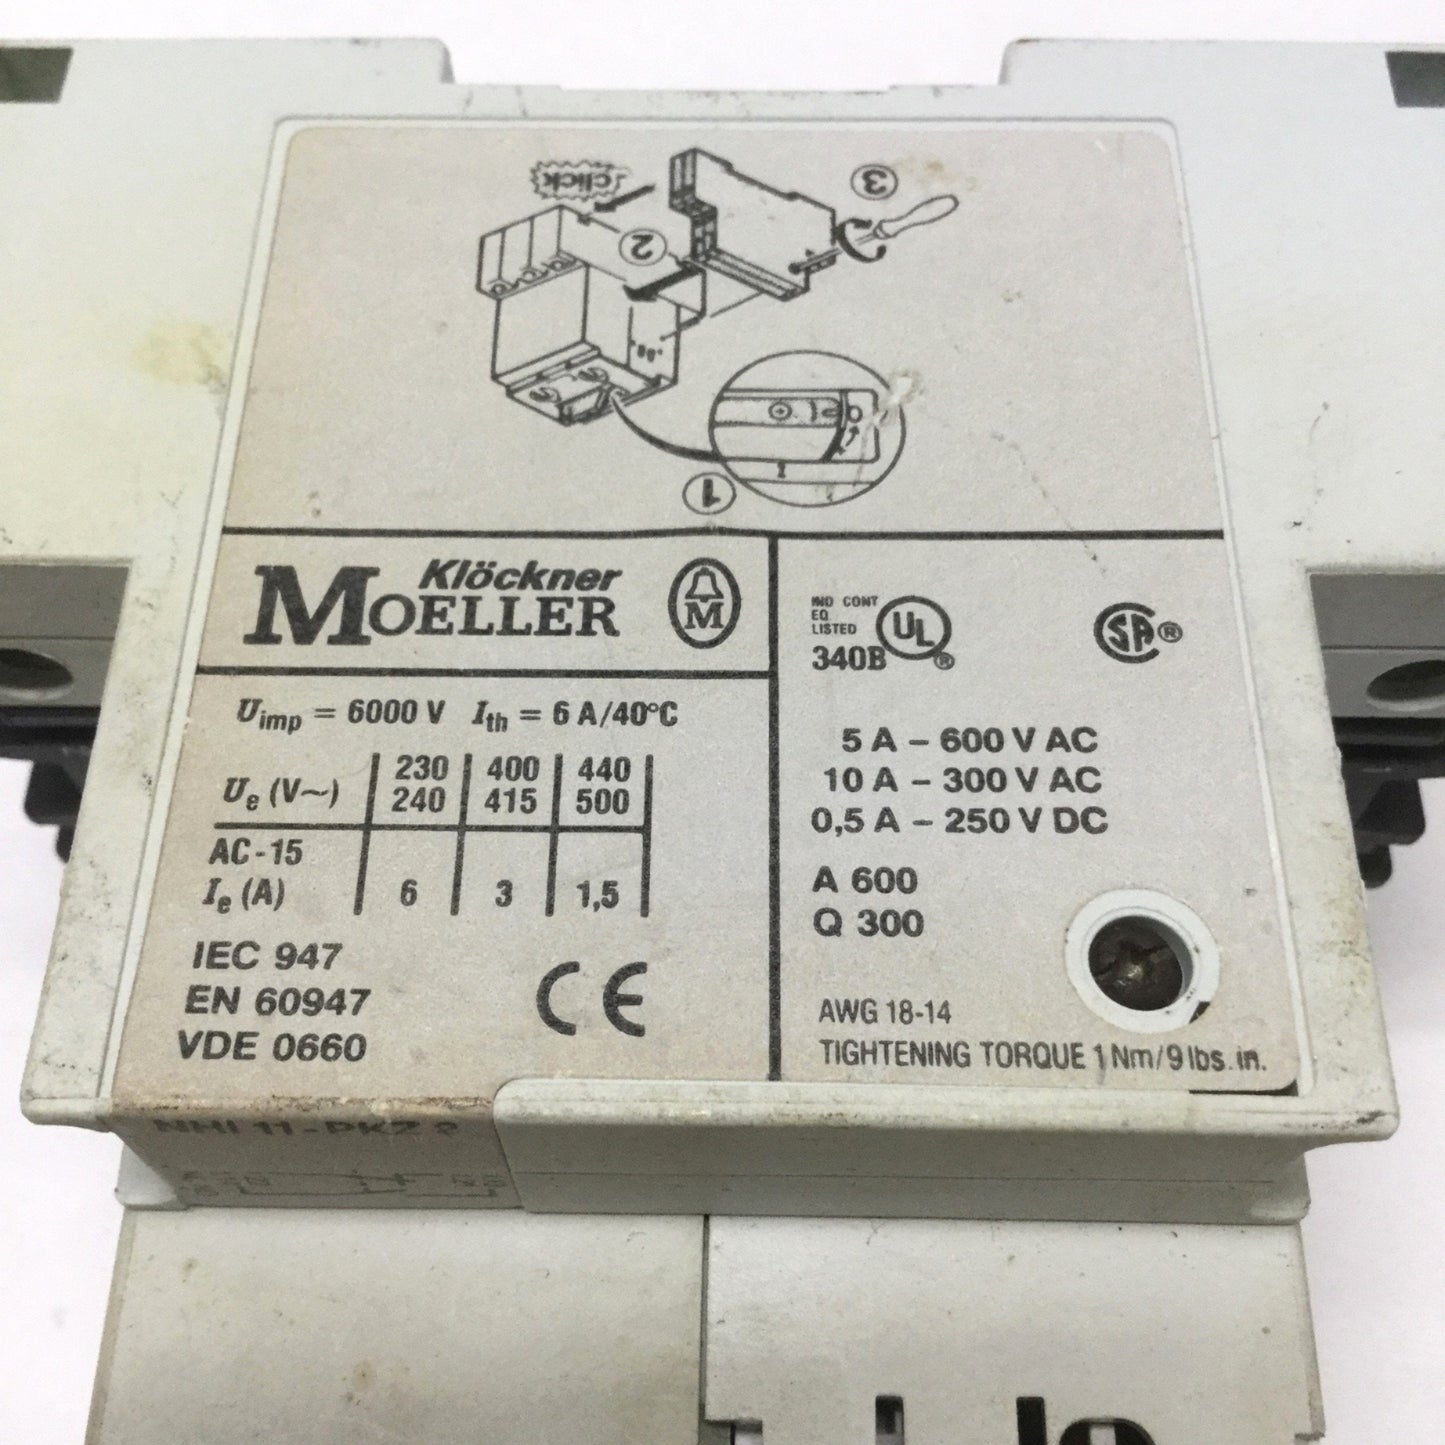 click
3
2
1
Klöckner
MOELLER
M
IND CONT
EQ
LISTED
340B
UL ®
SA ®
Uimp = 6000 V Ith = 6 A/40°C
Ue (V~) 230 400 440
240 415 500
AC-15
Ie (A) 6 3 1,5
IEC 947
EN 60947
VDE 0660
CE
5 A – 600 V AC
10 A – 300 V AC
0,5 A – 250 V DC
A 600
Q 300
AWG 18-14
TIGHTENING TORQUE 1 Nm/9 lbs. in.
NHI 11-PKZ 2